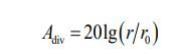 A_div = 20lg(r/r_0)